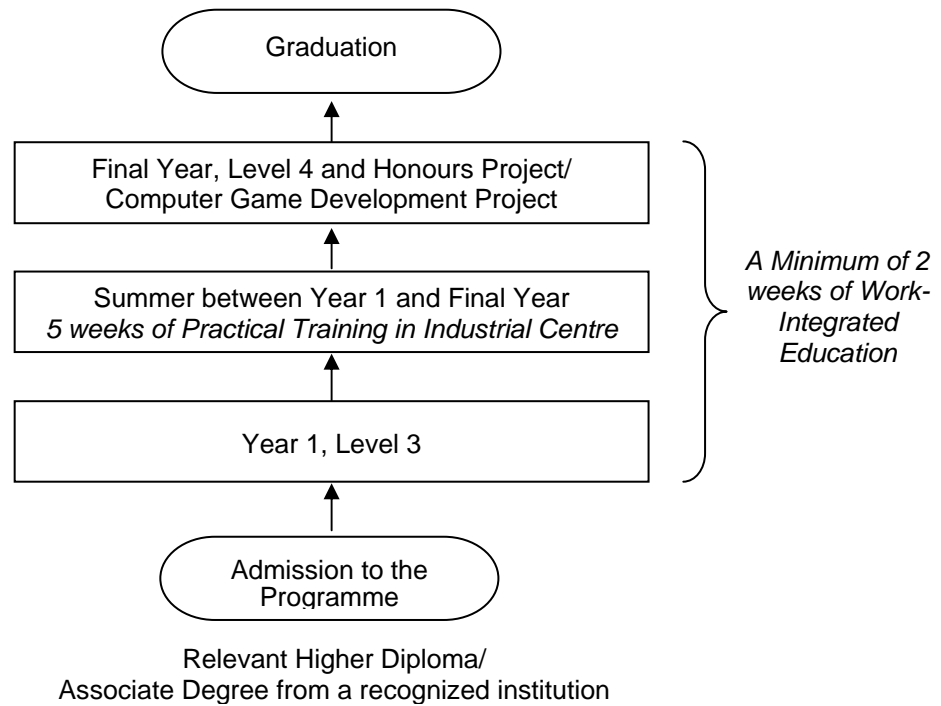 Graduation
Final Year, Level 4 and Honours Project/
Computer Game Development Project
Summer between Year 1 and Final Year
5 weeks of Practical Training in Industrial Centre
Year 1, Level 3
A Minimum of 2
weeks of Work-
Integrated
Education
Admission to the
Programme
Relevant Higher Diploma/
Associate Degree from a recognized institution